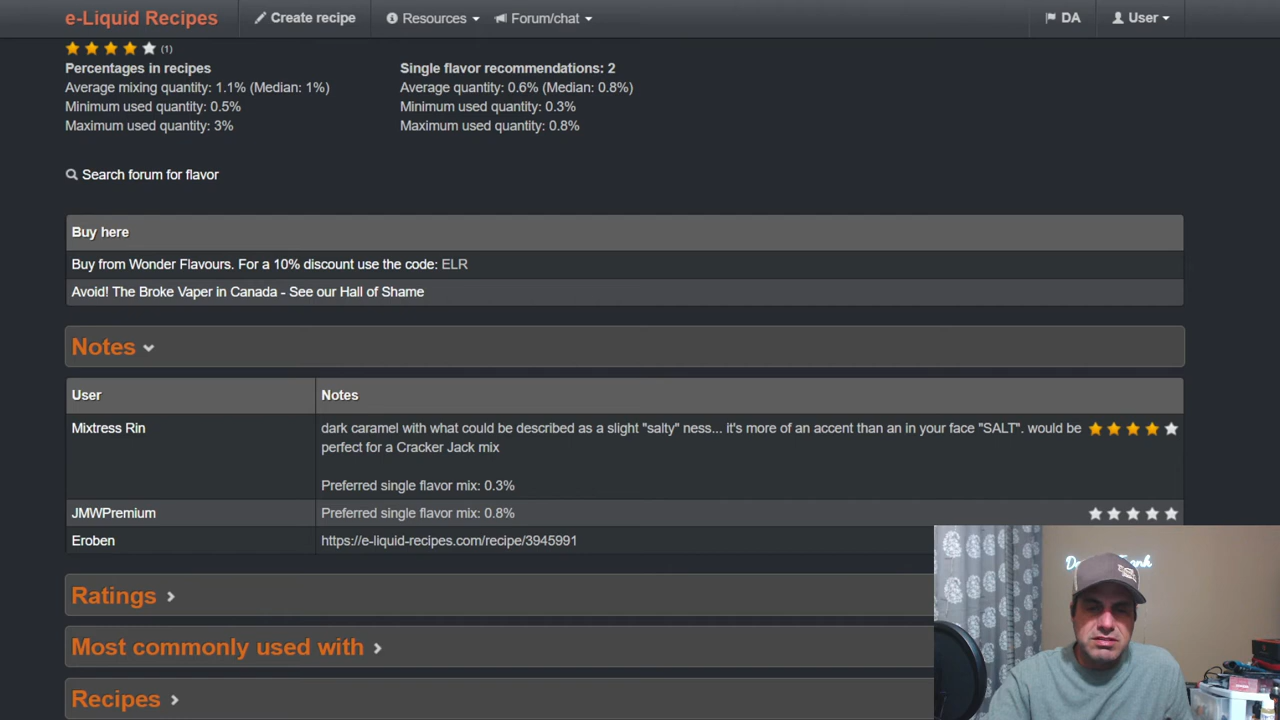 e-Liquid Recipes Create recipe Resources Forum/chat DA User
(1)
Percentages in recipes
Average mixing quantity: 1.1% (Median: 1%)
Minimum used quantity: 0.5%
Maximum used quantity: 3%
Single flavor recommendations: 2
Average quantity: 0.6% (Median: 0.8%)
Minimum used quantity: 0.3%
Maximum used quantity: 0.8%
Search forum for flavor
Buy here
Buy from Wonder Flavours. For a 10% discount use the code: ELR
Avoid! The Broke Vaper in Canada - See our Hall of Shame
Notes
User Notes
Mixtress Rin dark caramel with what could be described as a slight "salty" ness... it's more of an accent than an in your face "SALT". would be
perfect for a Cracker Jack mix
Preferred single flavor mix: 0.3%
JMWPremium Preferred single flavor mix: 0.8%
Eroben https://e-liquid-recipes.com/recipe/3945991
Ratings
Most commonly used with
Recipes